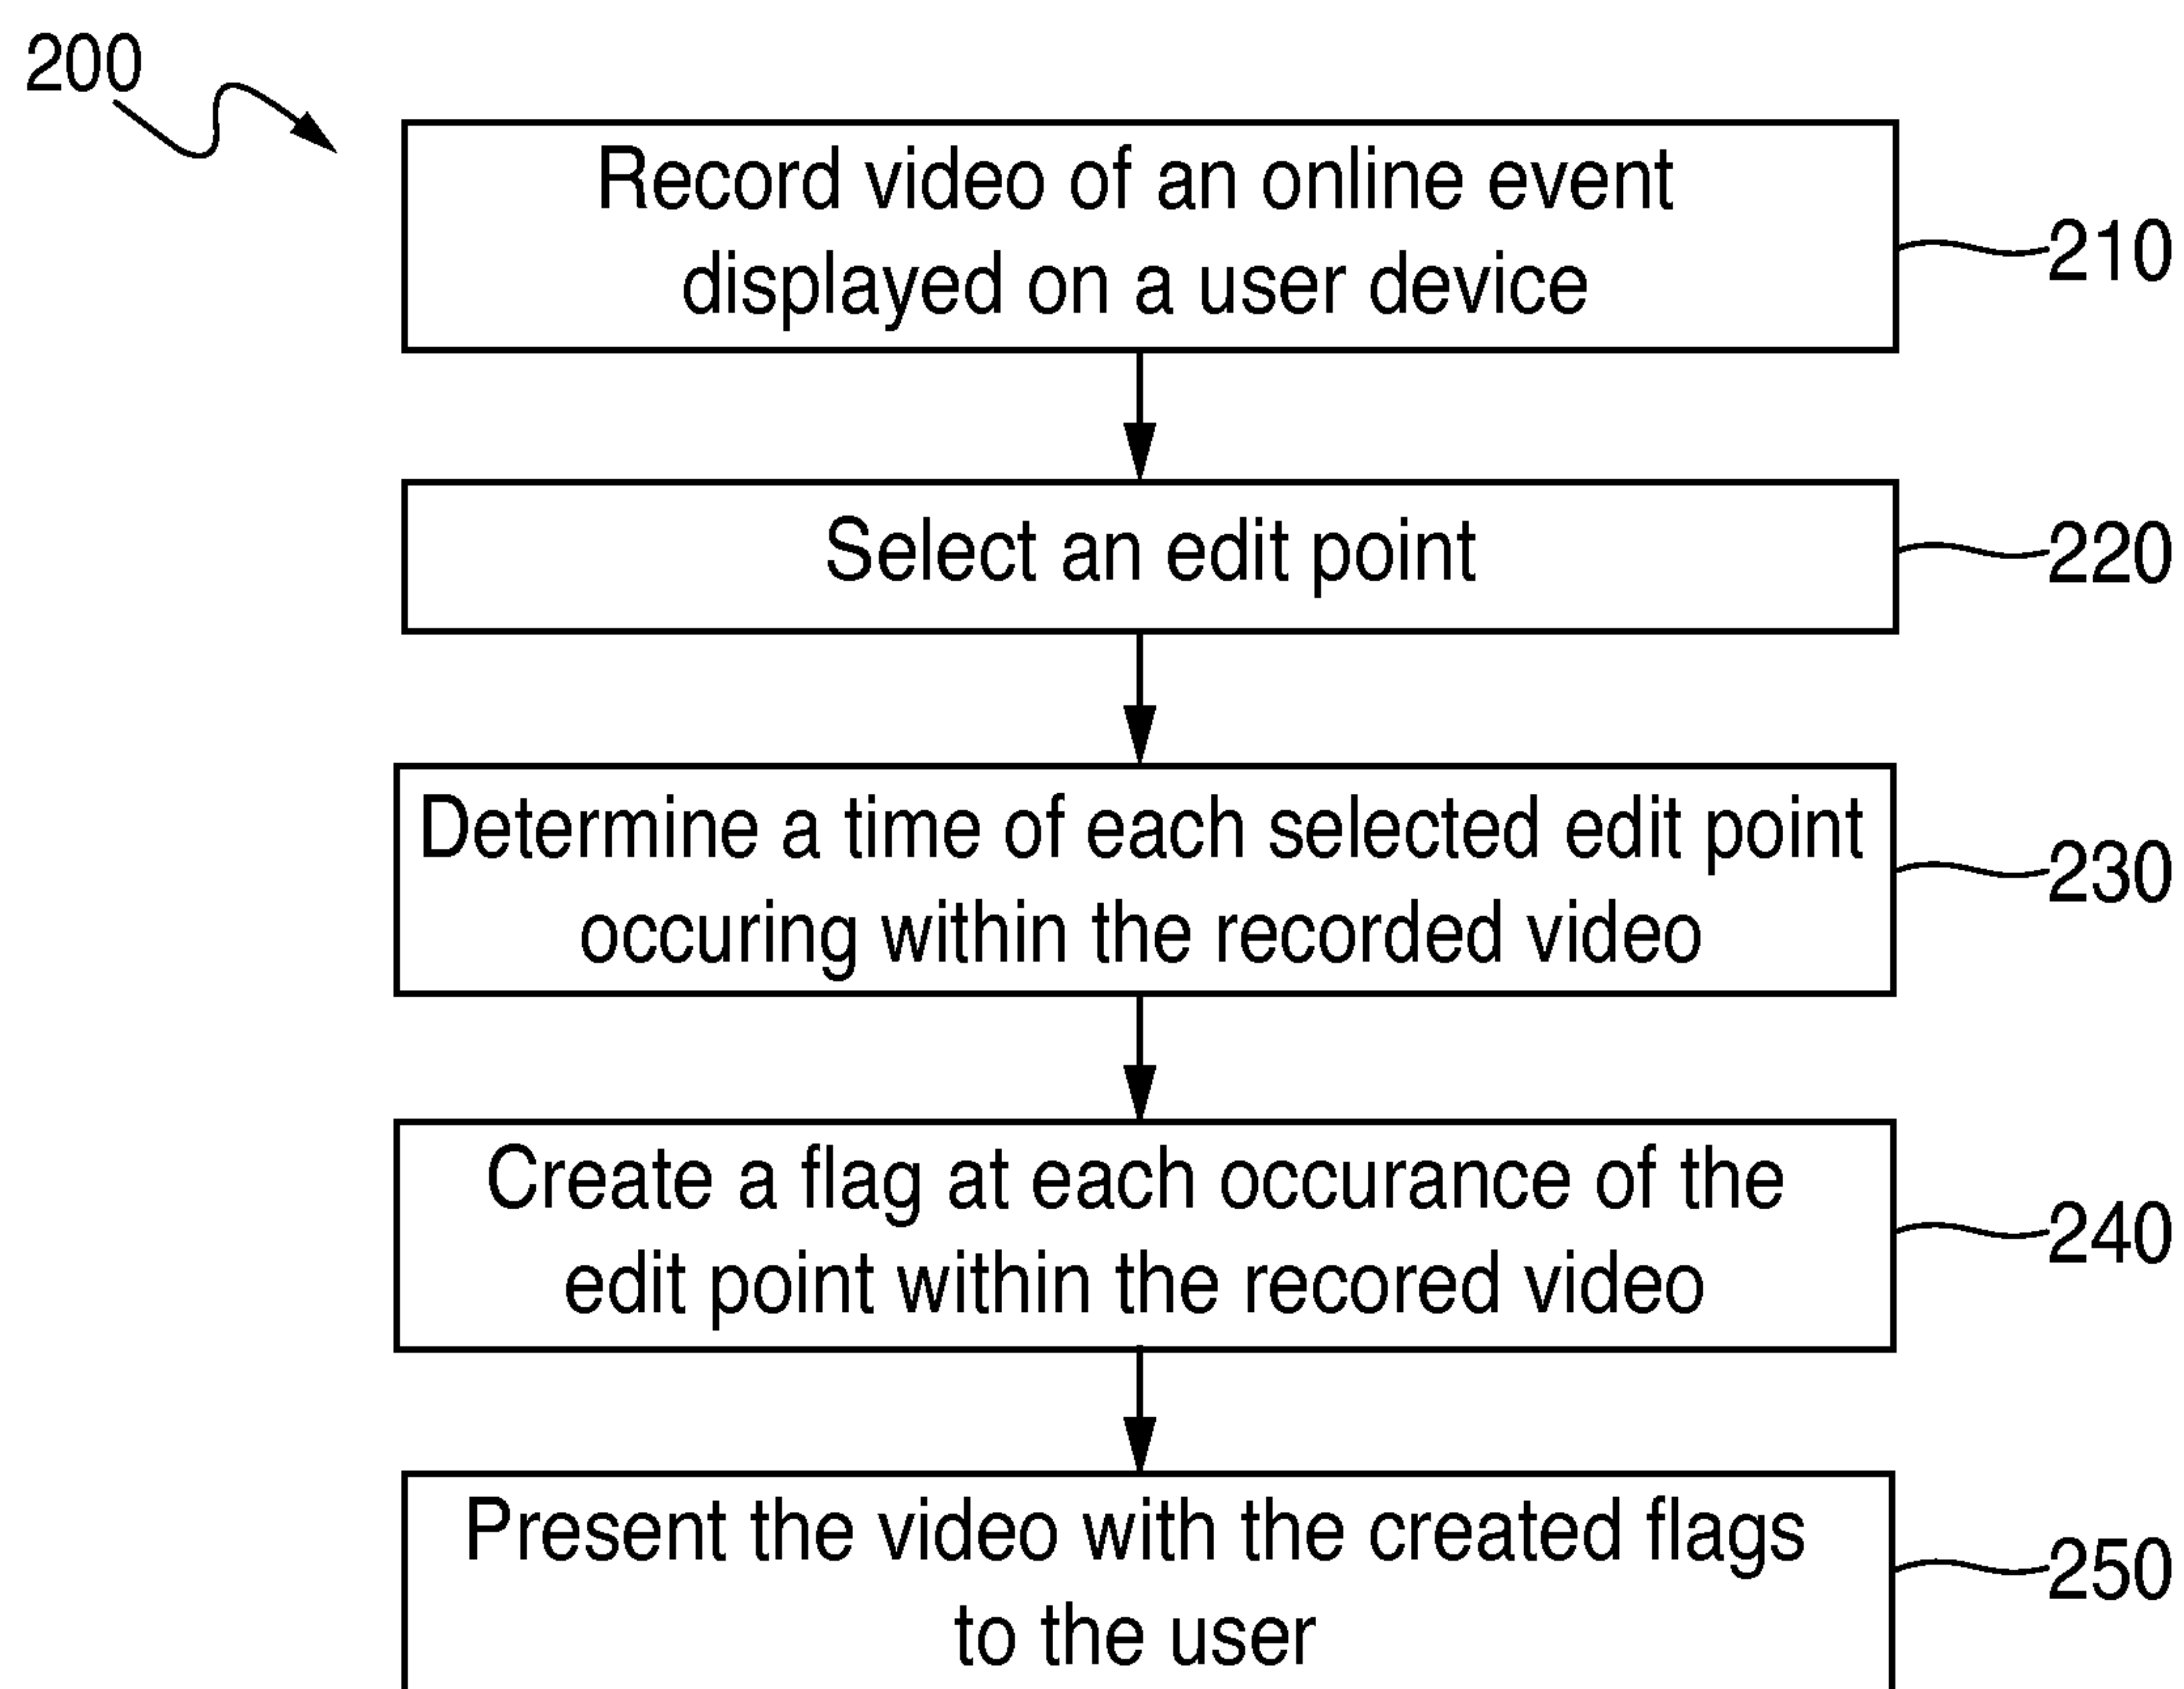 200
Record video of an online event
displayed on a user device
210
Select an edit point
220
Determine a time of each selected edit point
occuring within the recorded video
230
Create a flag at each occurance of the
edit point within the recored video
240
Present the video with the created flags
to the user
250